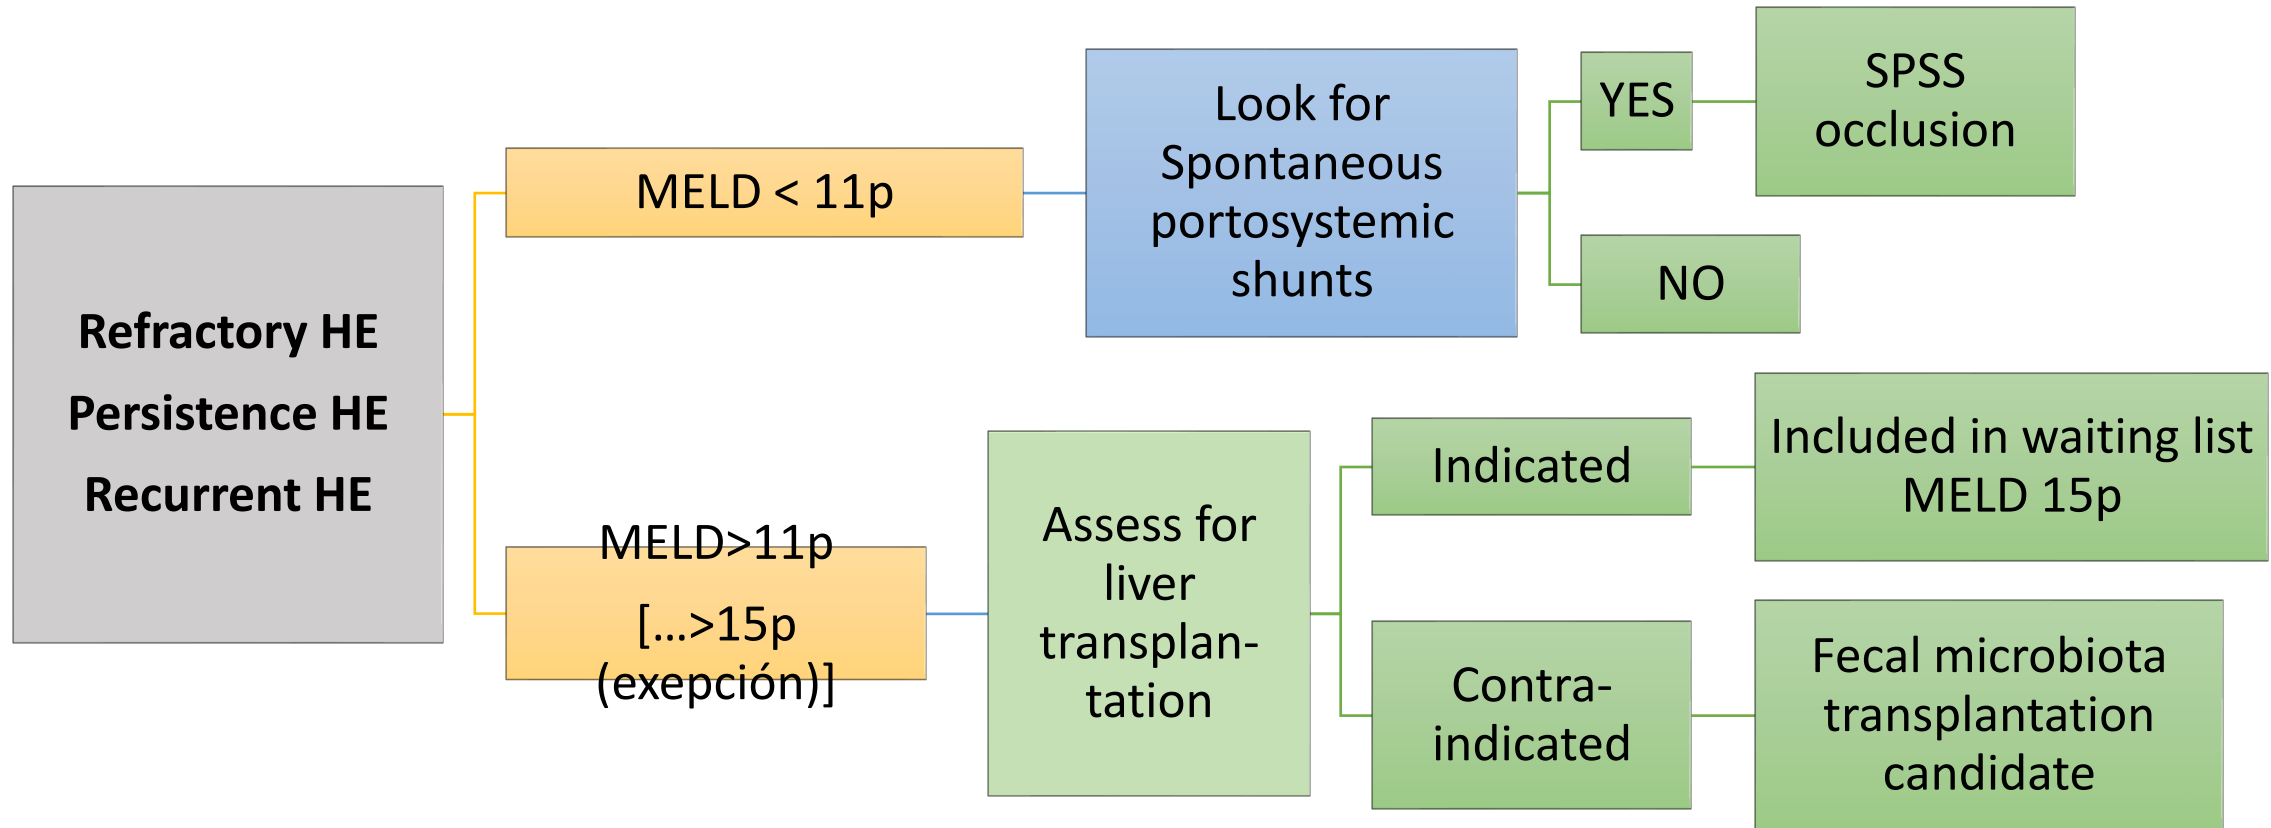 Refractory HE
Persistence HE
Recurrent HE
MELD < 11p
Look for
Spontaneous
portosystemic
shunts
YES
SPSS
occlusion
NO
MELD>11p
[...>15p
(exepción)]
Assess for
liver
transplan-
tation
Indicated
Included in waiting list
MELD 15p
Contra-
indicated
Fecal microbiota
transplantation
candidate